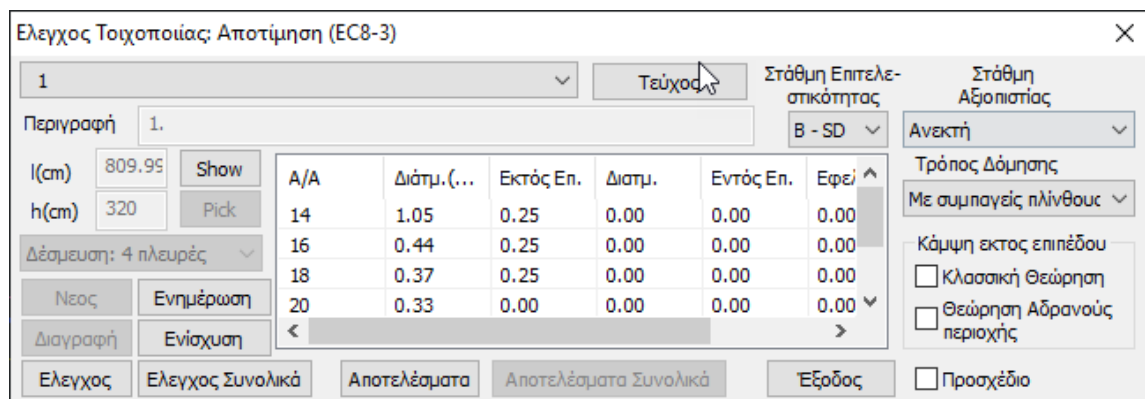 Ελεγχος Τοιχοποιίας: Αποτίμηση (EC8-3)
1
Τεύχος
Στάθμη Επιτελε-
στικότητας
Στάθμη
Αξιοπιστίας
Περιγραφή 1.
B - SD
Ανεκτή
l(cm) 809.99 Show
h(cm) 320 Pick
Δέσμευση: 4 πλευρές
Νεος Ενημέρωση
Διαγραφή Ενίσχυση
Α/Α Διάτμ.(... Εκτός Επ. Διατμ. Εντός Επ. Εφελ
14 1.05 0.25 0.00 0.00 0.00
16 0.44 0.25 0.00 0.00 0.00
18 0.37 0.25 0.00 0.00 0.00
20 0.33 0.00 0.00 0.00 0.00
Τρόπος Δόμησης
Με συμπαγείς πλίνθους
Κάμψη εκτος επιπέδου
Κλασσική Θεώρηση
Θεώρηση Αδρανούς
περιοχής
Ελεγχος Ελεγχος Συνολικά Αποτελέσματα Αποτελέσματα Συνολικά Έξοδος Προσχέδιο